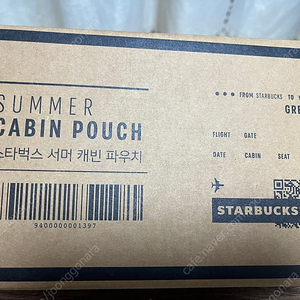 SUMMER
CABIN POUCH
스타벅스 서머 캐빈 파우치
9400000001397
FROM STARBUCKS TO
FLIGHT GATE
DATE CABIN SEAT
STARBUCKS